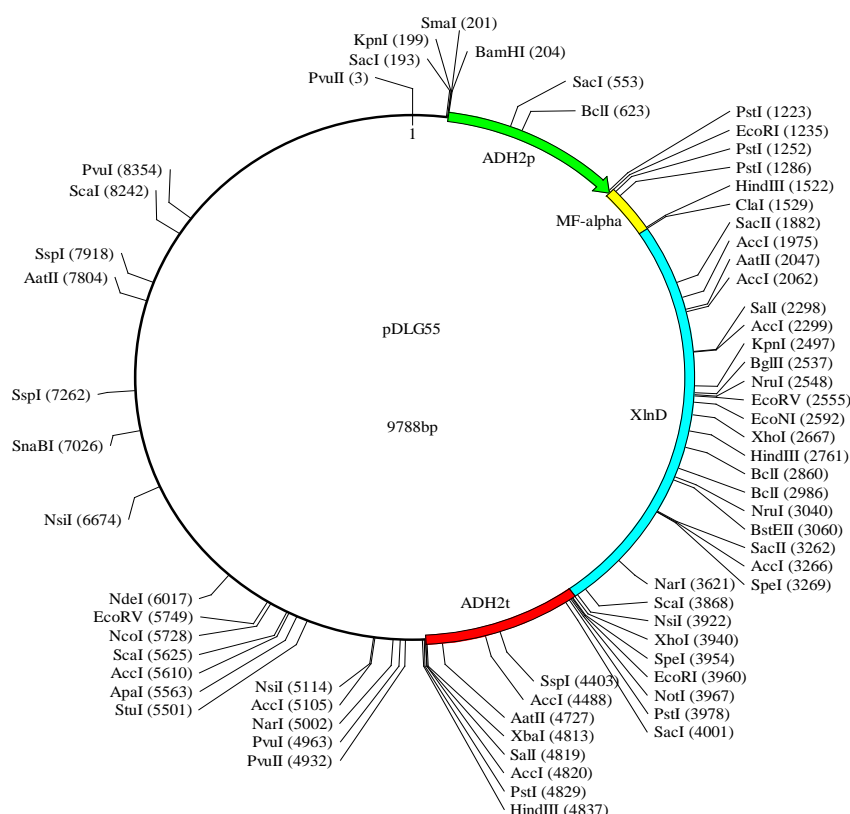 SmaI (201)
KpnI (199)
SacI (193)
BamHI (204)
PvuII (3)
1
SacI (553)
BclI (623)
ADH2p
PstI (1223)
EcoRI (1235)
PstI (1252)
PstI (1286)
HindIII (1522)
ClaI (1529)
MF-alpha
SacII (1882)
AccI (1975)
AatII (2047)
AccI (2062)
SalI (2298)
AccI (2299)
KpnI (2497)
BglII (2537)
NruI (2548)
EcoRV (2555)
EcoNI (2592)
XlnD
XhoI (2667)
HindIII (2761)
BclI (2860)
BclI (2986)
NruI (3040)
BstEII (3060)
SacII (3262)
AccI (3266)
SpeI (3269)
NarI (3621)
ScaI (3868)
NsiI (3922)
XhoI (3940)
SpeI (3954)
EcoRI (3960)
NotI (3967)
PstI (3978)
SacI (4001)
ADH2t
SspI (4403)
AccI (4488)
AatII (4727)
XbaI (4813)
SalI (4819)
AccI (4820)
PstI (4829)
HindIII (4837)
PvuII (4932)
PvuI (4963)
NarI (5002)
AccI (5105)
NsiI (5114)
StuI (5501)
ApaI (5563)
AccI (5610)
ScaI (5625)
NcoI (5728)
EcoRV (5749)
NdeI (6017)
NsiI (6674)
SnaBI (7026)
SspI (7262)
AatII (7804)
SspI (7918)
ScaI (8242)
PvuI (8354)
pDLG55
9788bp